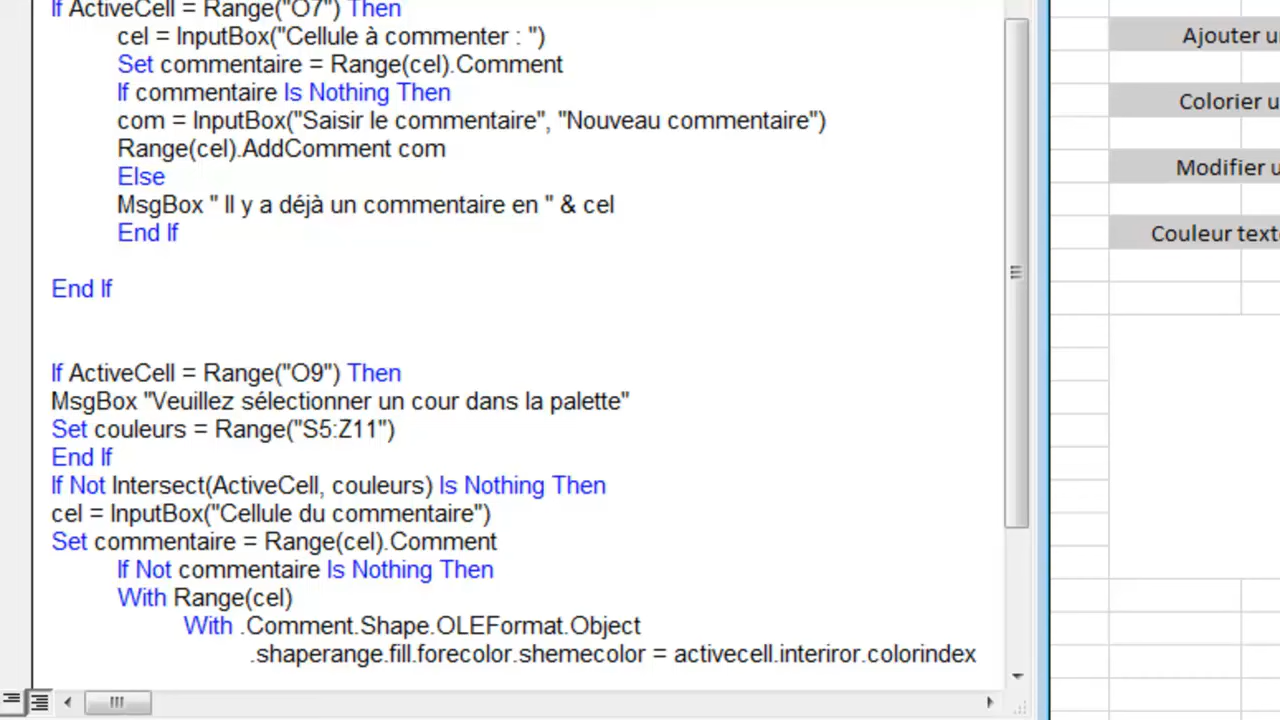 If ActiveCell = Range("O7") Then
cel = InputBox("Cellule à commenter : ")
Set commentaire = Range(cel).Comment
If commentaire Is Nothing Then
com = InputBox("Saisir le commentaire", "Nouveau commentaire")
Range(cel).AddComment com
Else
MsgBox " Il y a déjà un commentaire en " & cel
End If
End If
If ActiveCell = Range("O9") Then
MsgBox "Veuillez sélectionner un cour dans la palette"
Set couleurs = Range("S5:Z11")
End If
If Not Intersect(ActiveCell, couleurs) Is Nothing Then
cel = InputBox("Cellule du commentaire")
Set commentaire = Range(cel).Comment
If Not commentaire Is Nothing Then
With Range(cel)
With .Comment.Shape.OLEFormat.Object
.shaperange.fill.forecolor.shemecolor = activecell.interiror.colorindex
Ajouter
Colorier
Modifier
Couleur